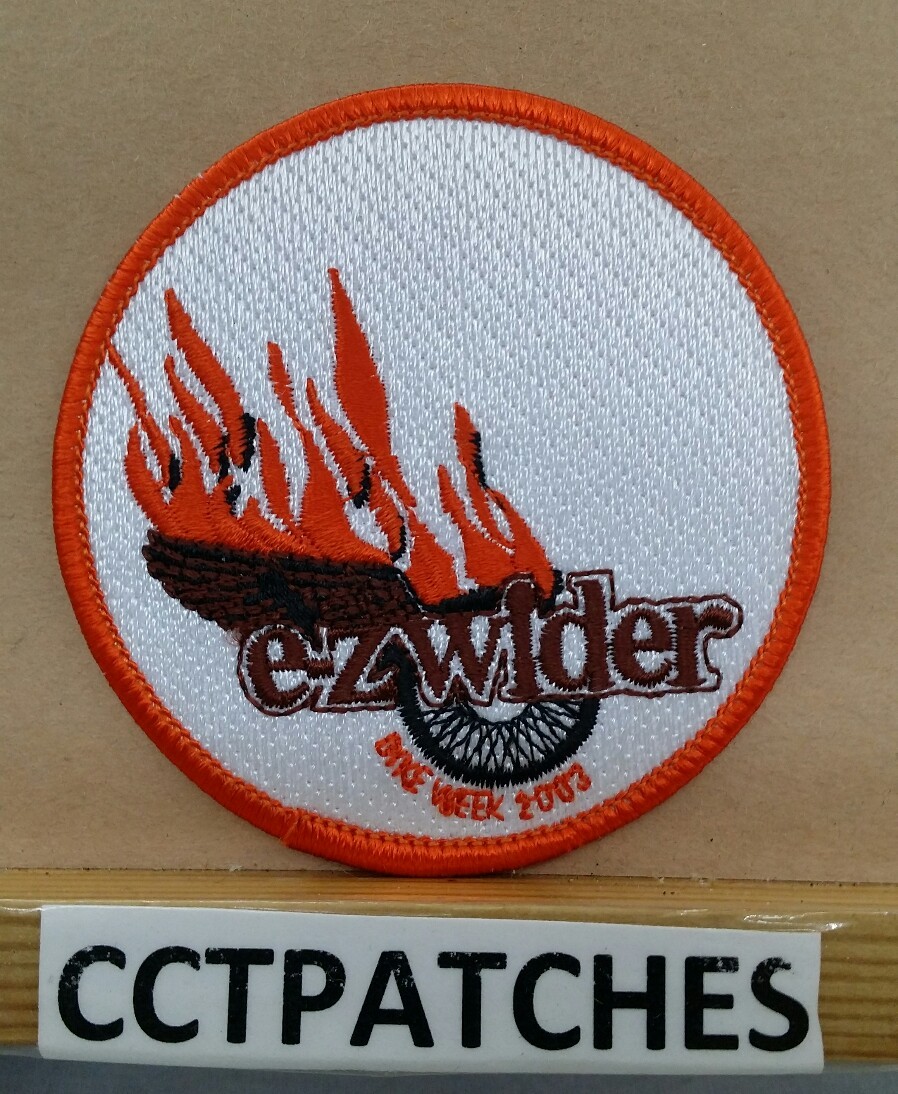 e-z wider
BIKE WEEK 2003
CCTPATCHES